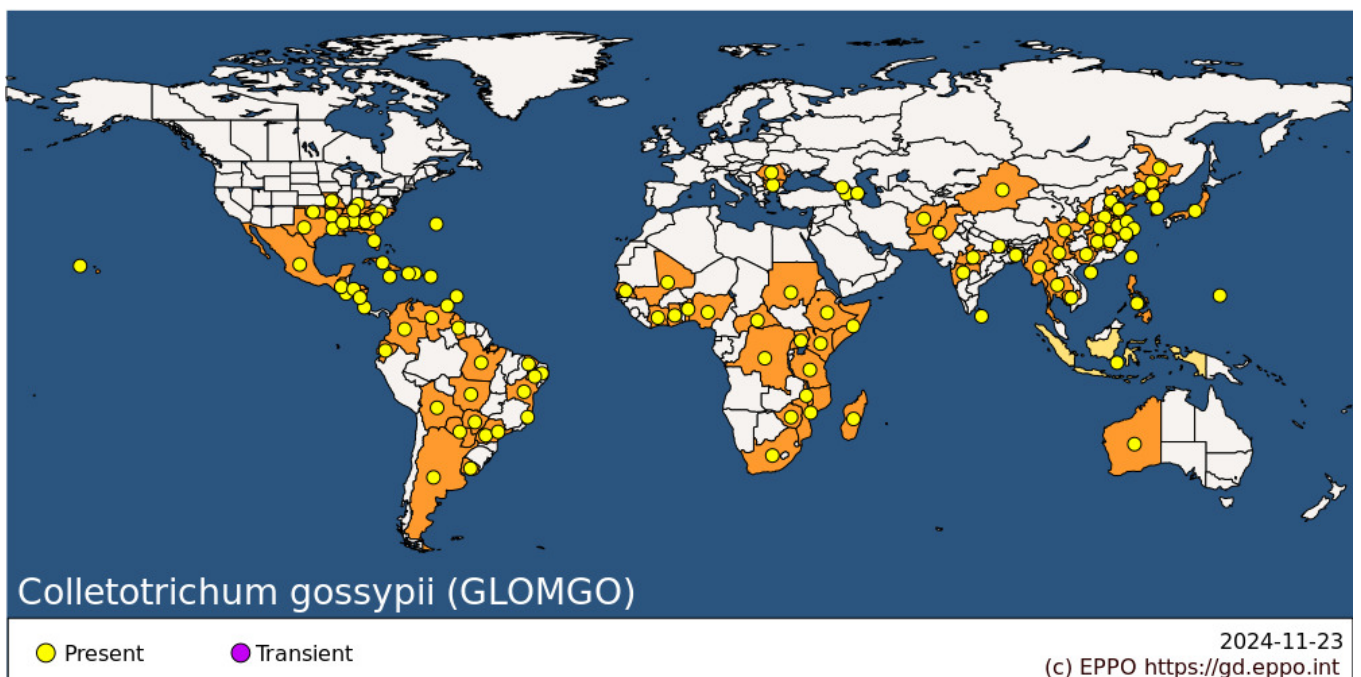 Colletotrichum gossypii (GLOMGO)
Present
Transient
2024-11-23
(c) EPPO https://gd.eppo.int